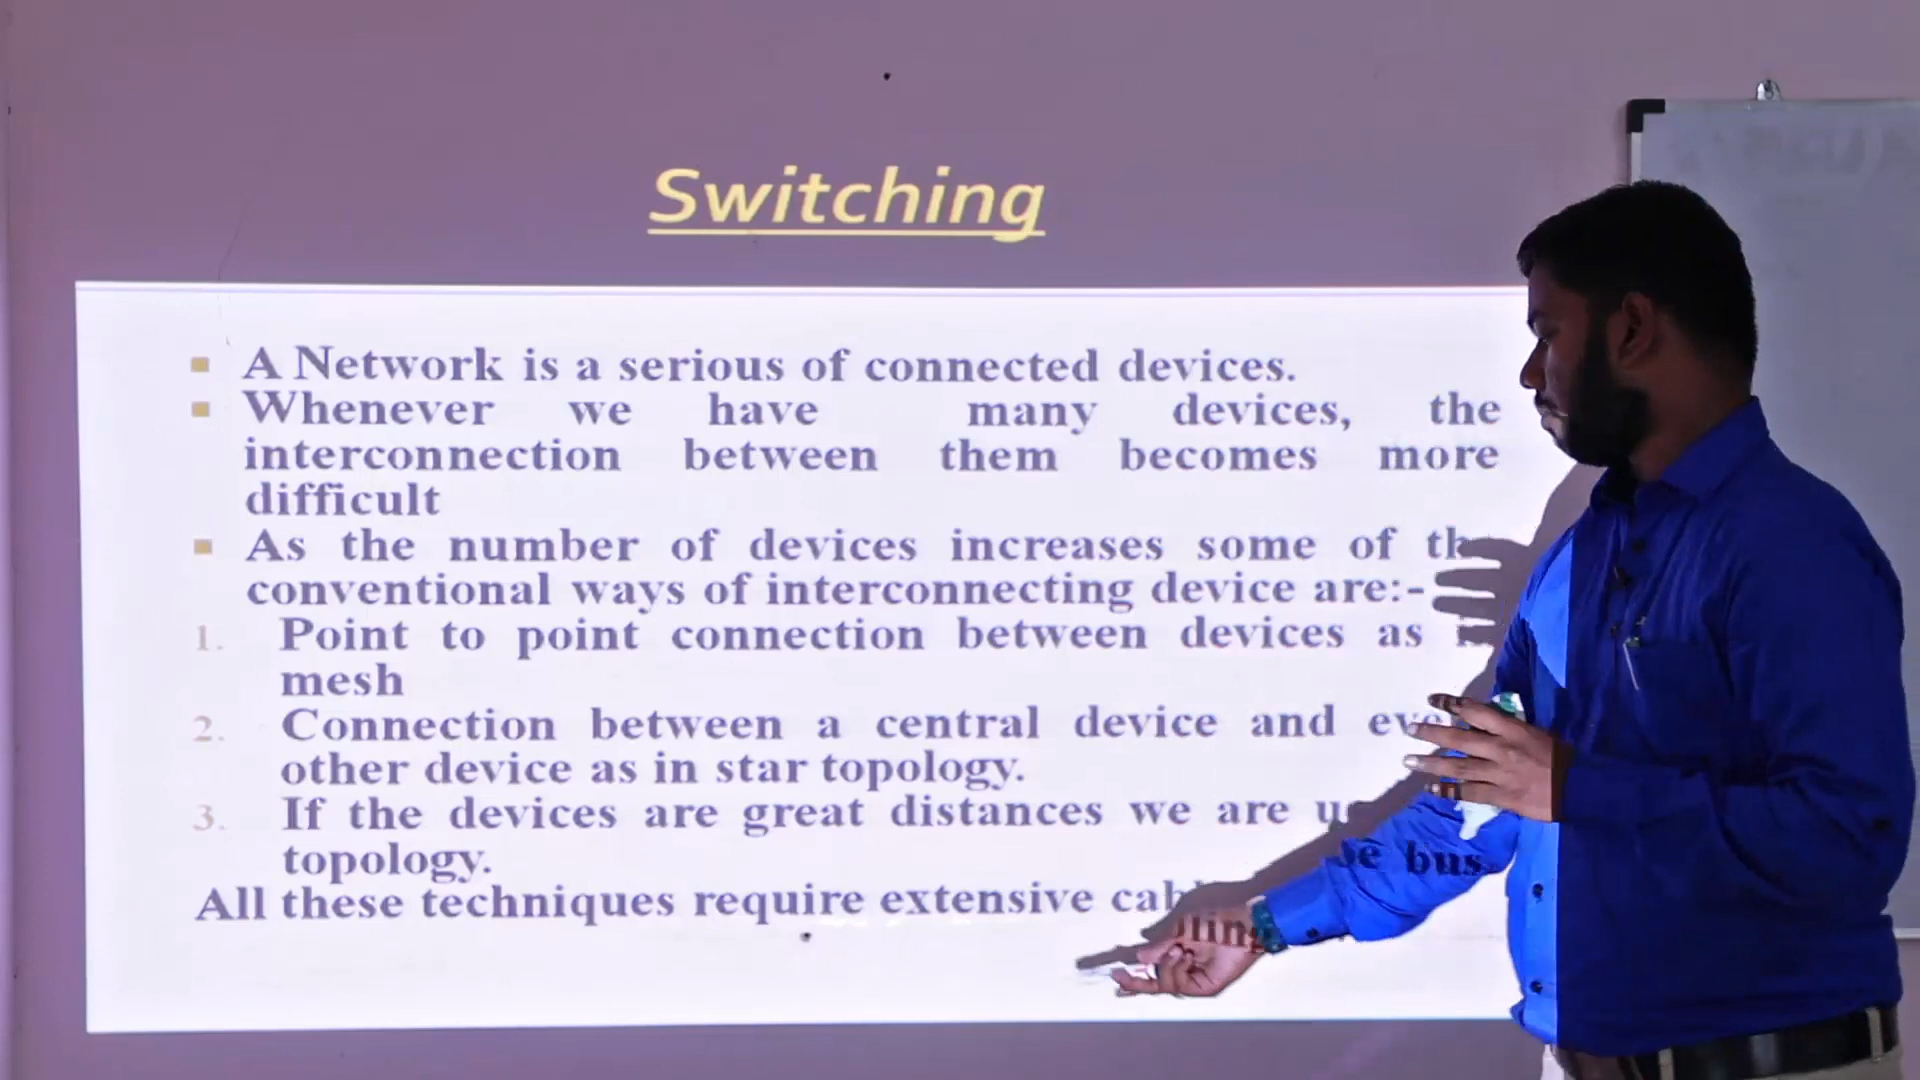 Switching
A Network is a serious of connected devices.
Whenever we have many devices, the
interconnection between them becomes more
difficult
As the number of devices increases some of
conventional ways of interconnecting device are:-
1. Point to point connection between devices as
mesh
2. Connection between a central device and
other device as in star topology.
3. If the devices are great distances we are bus
topology.
All these techniques require extensive